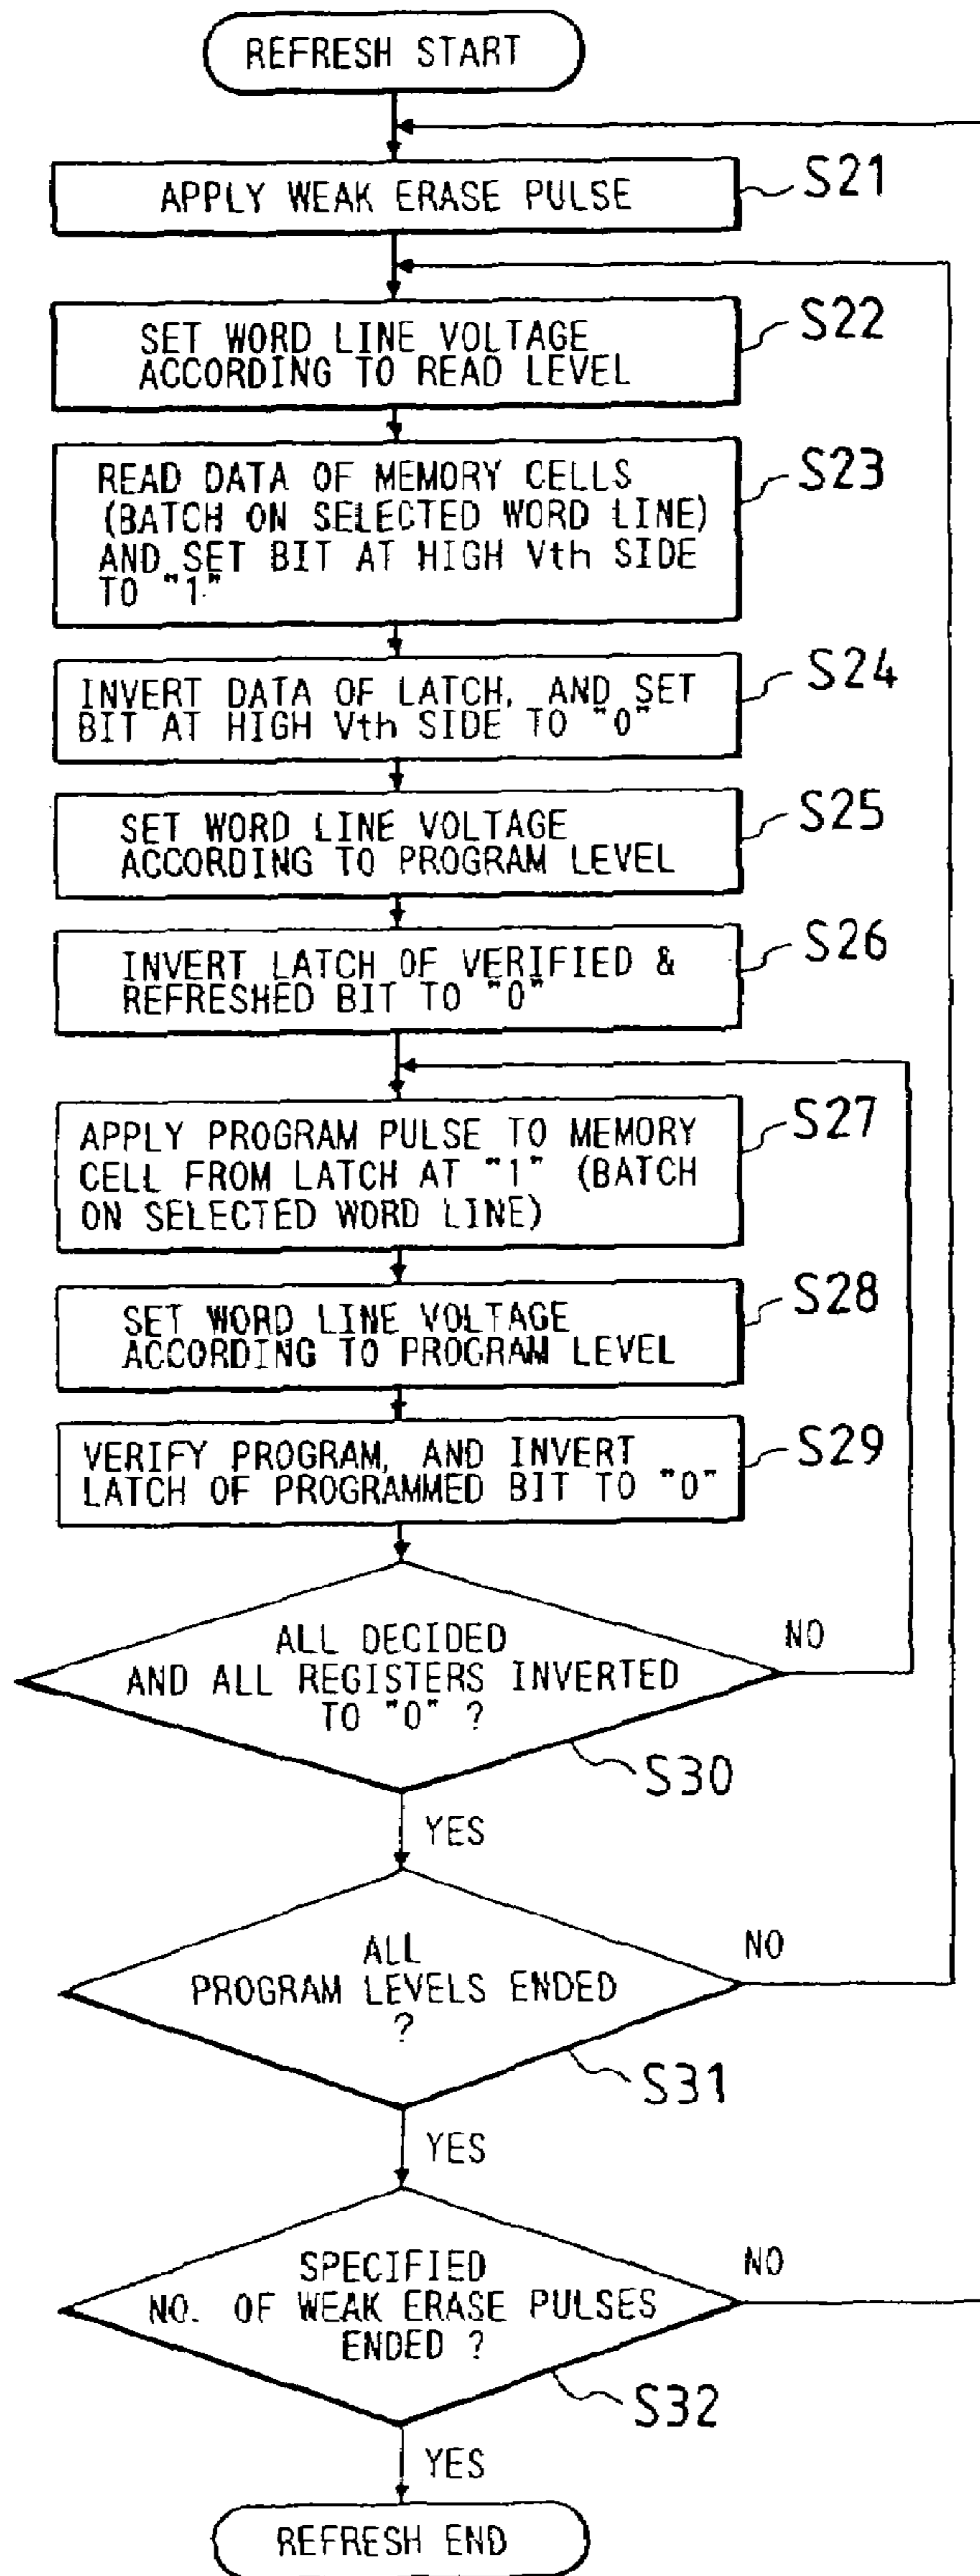 REFRESH START
APPLY WEAK ERASE PULSE
S21
SET WORD LINE VOLTAGE
ACCORDING TO READ LEVEL
S22
READ DATA OF MEMORY CELLS
(BATCH ON SELECTED WORD LINE)
AND SET BIT AT HIGH Vth SIDE
TO "1"
S23
INVERT DATA OF LATCH, AND SET
BIT AT HIGH Vth SIDE TO "0"
S24
SET WORD LINE VOLTAGE
ACCORDING TO PROGRAM LEVEL
S25
INVERT LATCH OF VERIFIED &
REFRESHED BIT TO "0"
S26
APPLY PROGRAM PULSE TO MEMORY
CELL FROM LATCH AT "1" (BATCH
ON SELECTED WORD LINE)
S27
SET WORD LINE VOLTAGE
ACCORDING TO PROGRAM LEVEL
S28
VERIFY PROGRAM, AND INVERT
LATCH OF PROGRAMMED BIT TO "0"
S29
ALL DECIDED
AND ALL REGISTERS INVERTED
TO "0" ?
NO
S30
YES
ALL
PROGRAM LEVELS ENDED
?
NO
S31
YES
SPECIFIED
NO. OF WEAK ERASE PULSES
ENDED ?
NO
S32
YES
REFRESH END